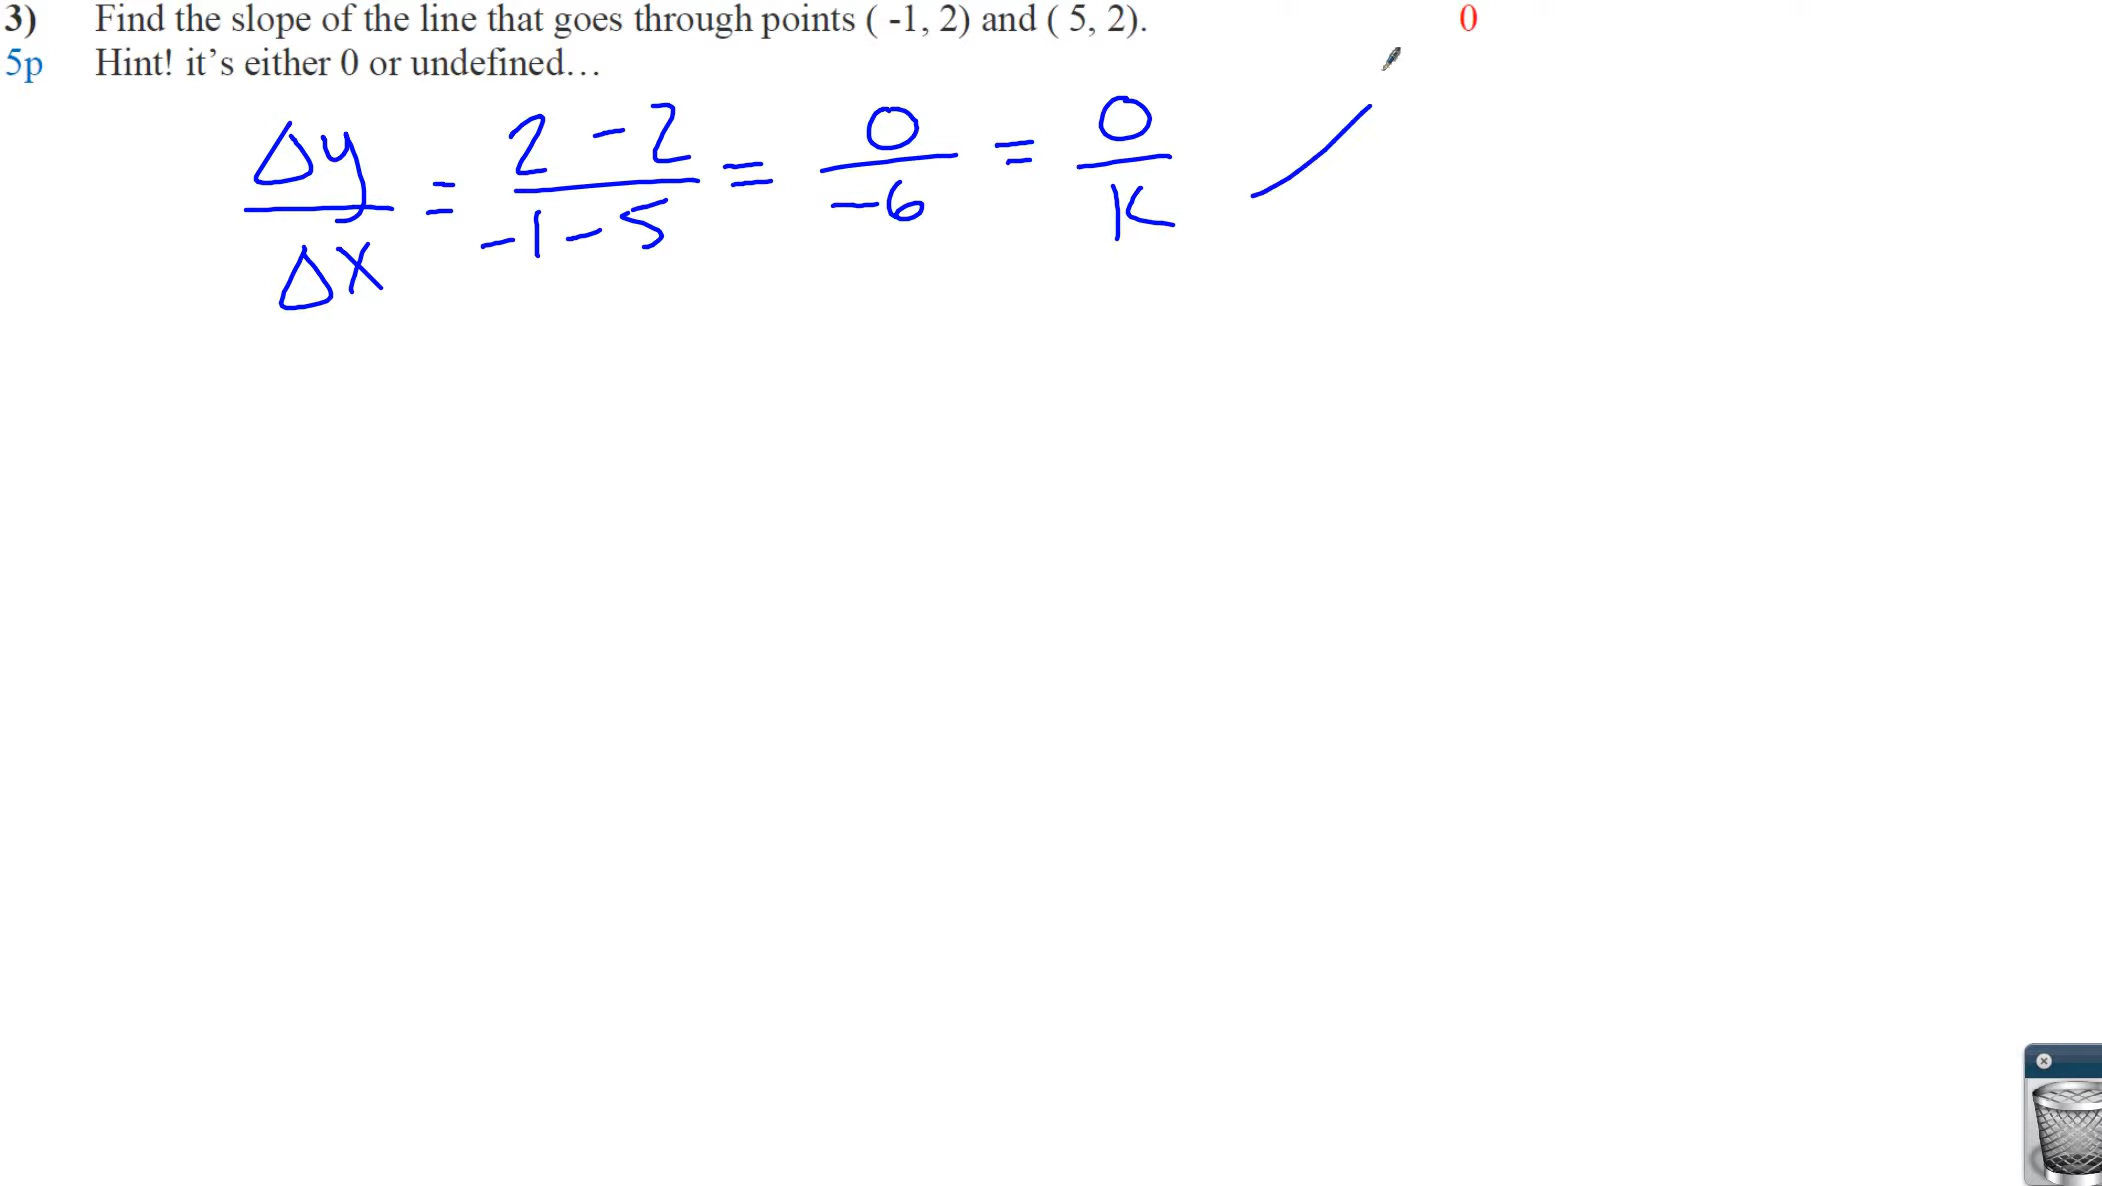 3) Find the slope of the line that goes through points ( -1, 2) and ( 5, 2). 0
5p Hint! it’s either 0 or undefined…
Δy/Δx = 2 - 2/-1 - 5 = 0/-6 = 0/K